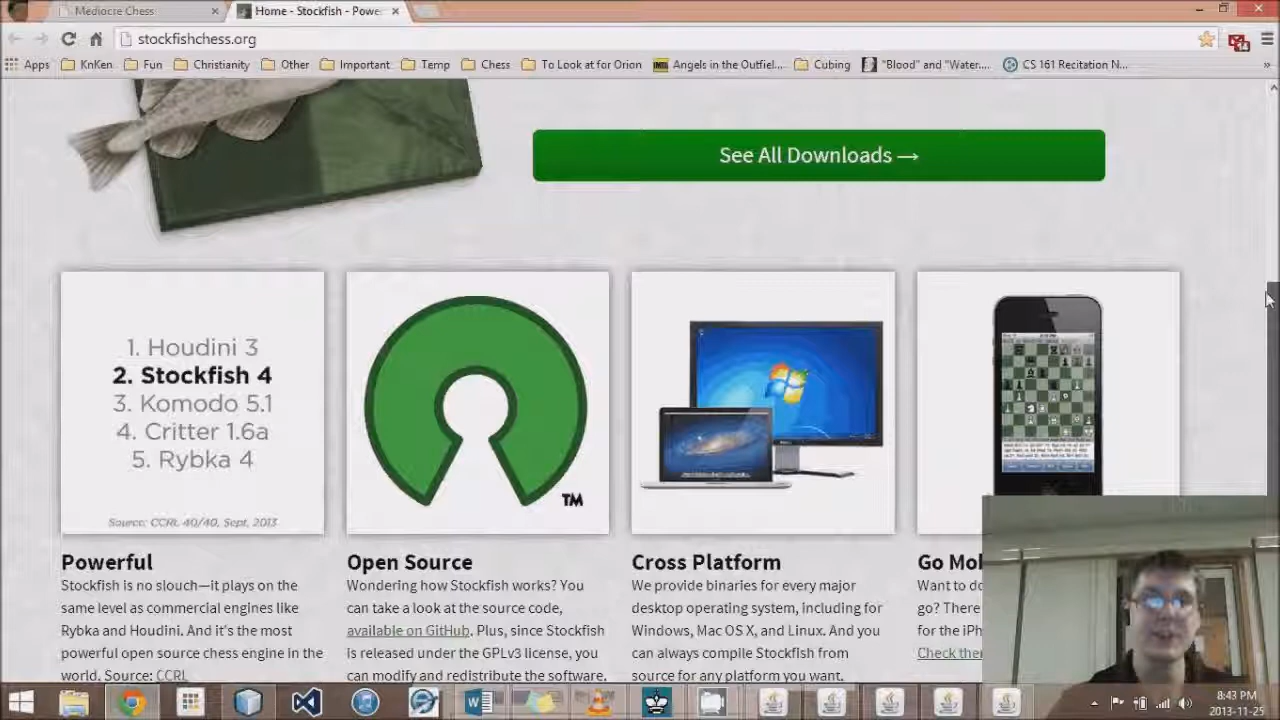 Mediocre Chess
Home - Stockfish - Powe
stockfishchess.org
Apps KnKen Fun Christianity Other Important Temp Chess To Look at for Orion Angels in the Outfiel... Cubing "Blood" and "Water.... CS 161 Recitation N... »
See All Downloads →
1. Houdini 3
2. Stockfish 4
3. Komodo 5.1
4. Critter 1.6a
5. Rybka 4
Source: CCRL 40/40, Sept, 2013
TM
Powerful
Stockfish is no slouch—it plays on the
same level as commercial engines like
Rybka and Houdini. And it's the most
powerful open source chess engine in the
world. Source: CCRL
Open Source
Wondering how Stockfish works? You
can take a look at the source code,
available on GitHub. Plus, since Stockfish
is released under the GPLv3 license, you
can modify and redistribute the software,
Cross Platform
We provide binaries for every major
desktop operating system, including for
Windows, Mac OS X, and Linux. And you
can always compile Stockfish from
source for any platform you want.
Go Mo
Want to do
go? There
for the iPh
Check the
8:43 PM
2013-11-25